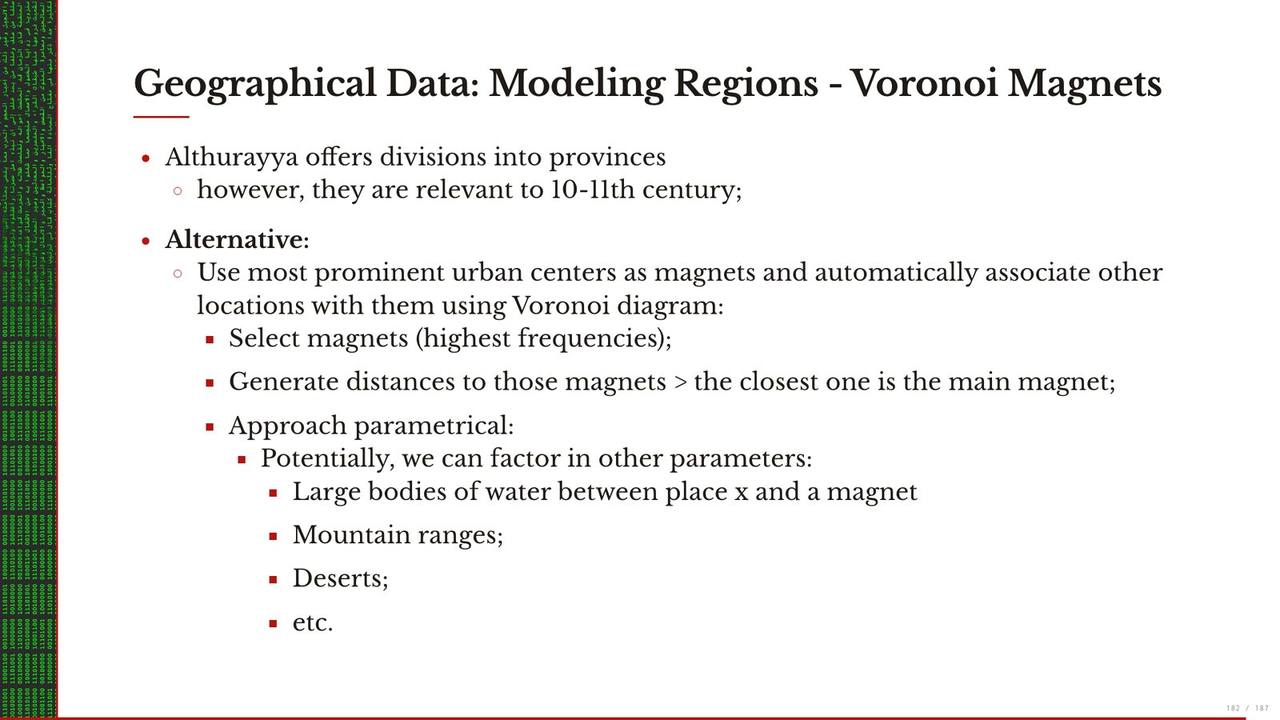 Geographical Data: Modeling Regions - Voronoi Magnets
Althurayya offers divisions into provinces
however, they are relevant to 10-11th century;
Alternative:
Use most prominent urban centers as magnets and automatically associate other
locations with them using Voronoi diagram:
Select magnets (highest frequencies);
Generate distances to those magnets > the closest one is the main magnet;
Approach parametrical:
Potentially, we can factor in other parameters:
Large bodies of water between place x and a magnet
Mountain ranges;
Deserts;
etc.
182 / 187